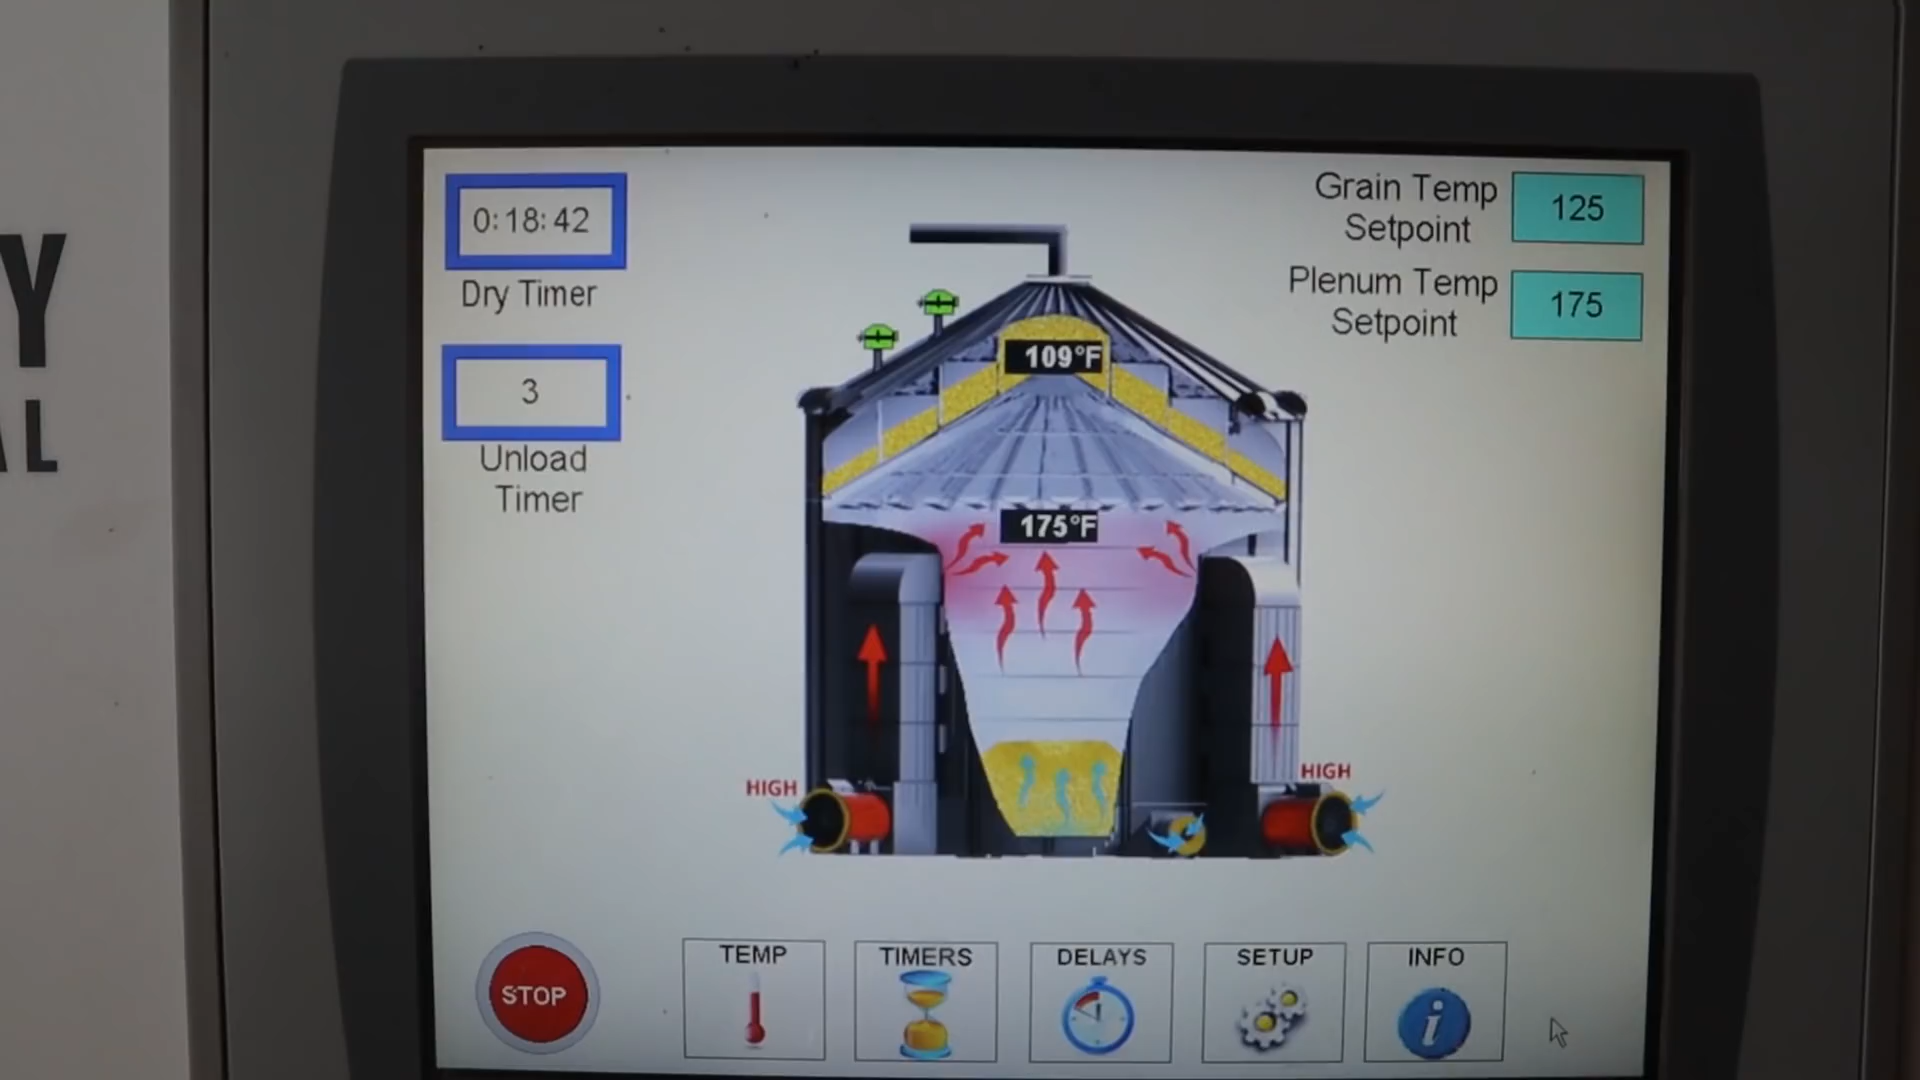 Y
AL
0:18:42
Dry Timer
3
Unload
Timer
Grain Temp
Setpoint
125
Plenum Temp
Setpoint
175
109°F
175°F
HIGH
HIGH
STOP
TEMP
TIMERS
DELAYS
SETUP
INFO
i